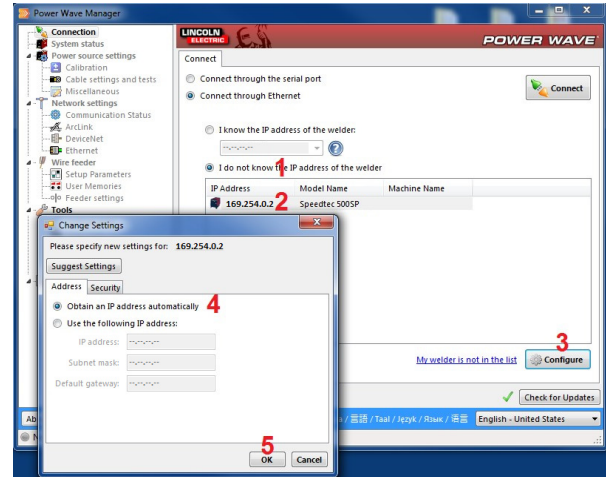 Power Wave Manager
Connection
System status
Power source settings
Calibration
Cable settings and tests
Miscellaneous
Network settings
Communication Status
ArcLink
DeviceNet
Ethernet
Wire feeder
Setup Parameters
User Memories
Feeder settings
Tools
LINCOLN
ELECTRIC
POWER WAVE
Connect
Connect through the serial port
Connect through Ethernet
Connect
I know the IP address of the welder:
--.--.--.--
?
I do not know the IP address of the welder
1
IP Address Model Name Machine Name
169.254.0.2 Speedtec 500SP
2
3
My welder is not in the list Configure
Check for Updates
/ 言語 / Taal / Język / Язык / 语言 English - United States
Change Settings
Please specify new settings for: 169.254.0.2
Suggest Settings
Address Security
Obtain an IP address automatically 4
Use the following IP address:
IP address: --.--.--.--
Subnet mask: --.--.--.--
Default gateway: --.--.--.--
5
OK Cancel